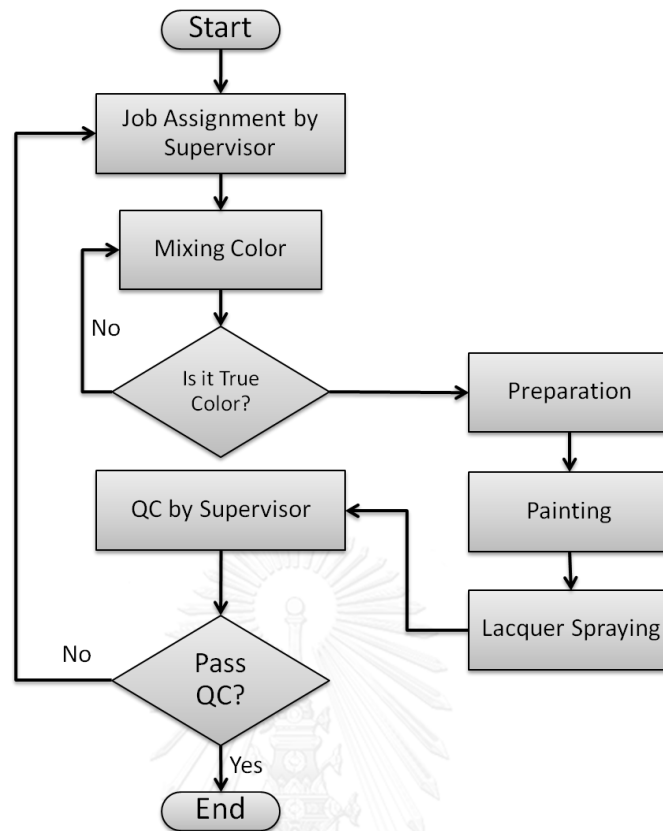 Start
Job Assignment by
Supervisor
Mixing Color
No
Is it True
Color?
Preparation
QC by Supervisor
Painting
Lacquer Spraying
No
Pass
QC?
Yes
End